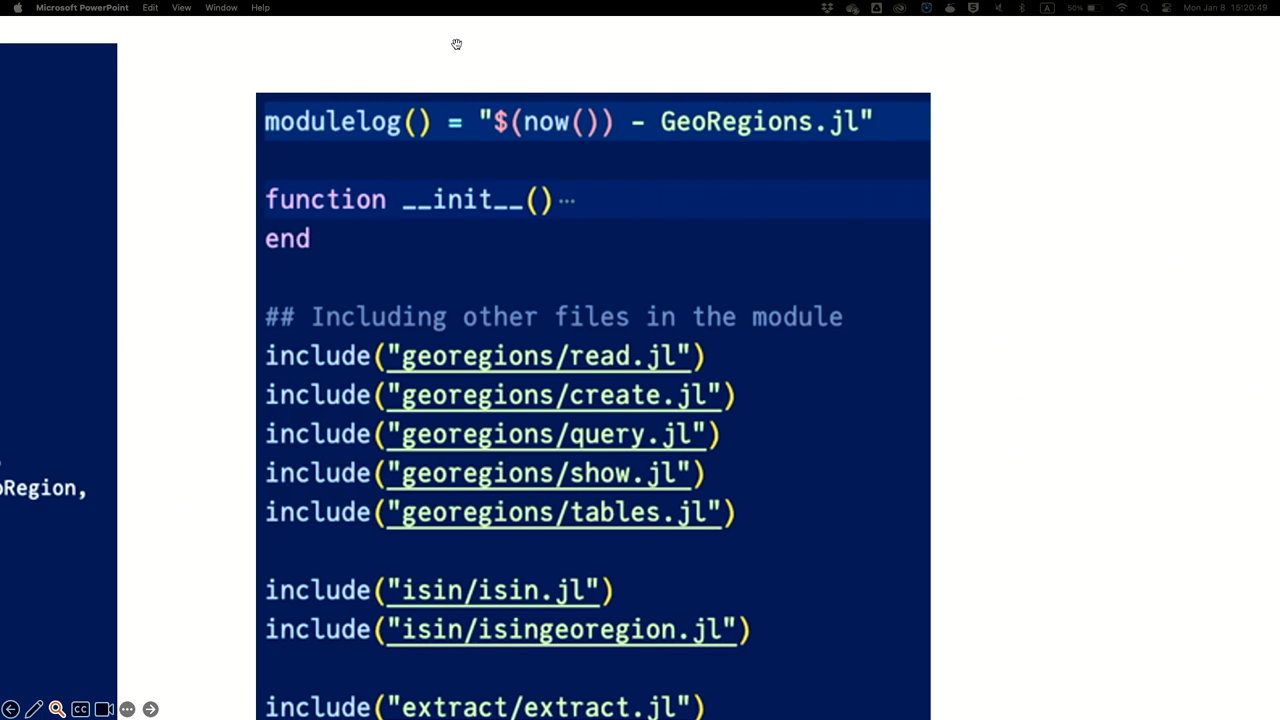 Microsoft PowerPoint Edit View Window Help
A 50% Mon Jan 8 15:20:49
modulelog() = "$(now()) - GeoRegions.jl"
function __init__()···
end
## Including other files in the module
include("georegions/read.jl")
include("georegions/create.jl")
include("georegions/query.jl")
include("georegions/show.jl")
include("georegions/tables.jl")
oRegion,
include("isin/isin.jl")
include("isin/isingeoregion.jl")
include("extract/extract.jl")
CC